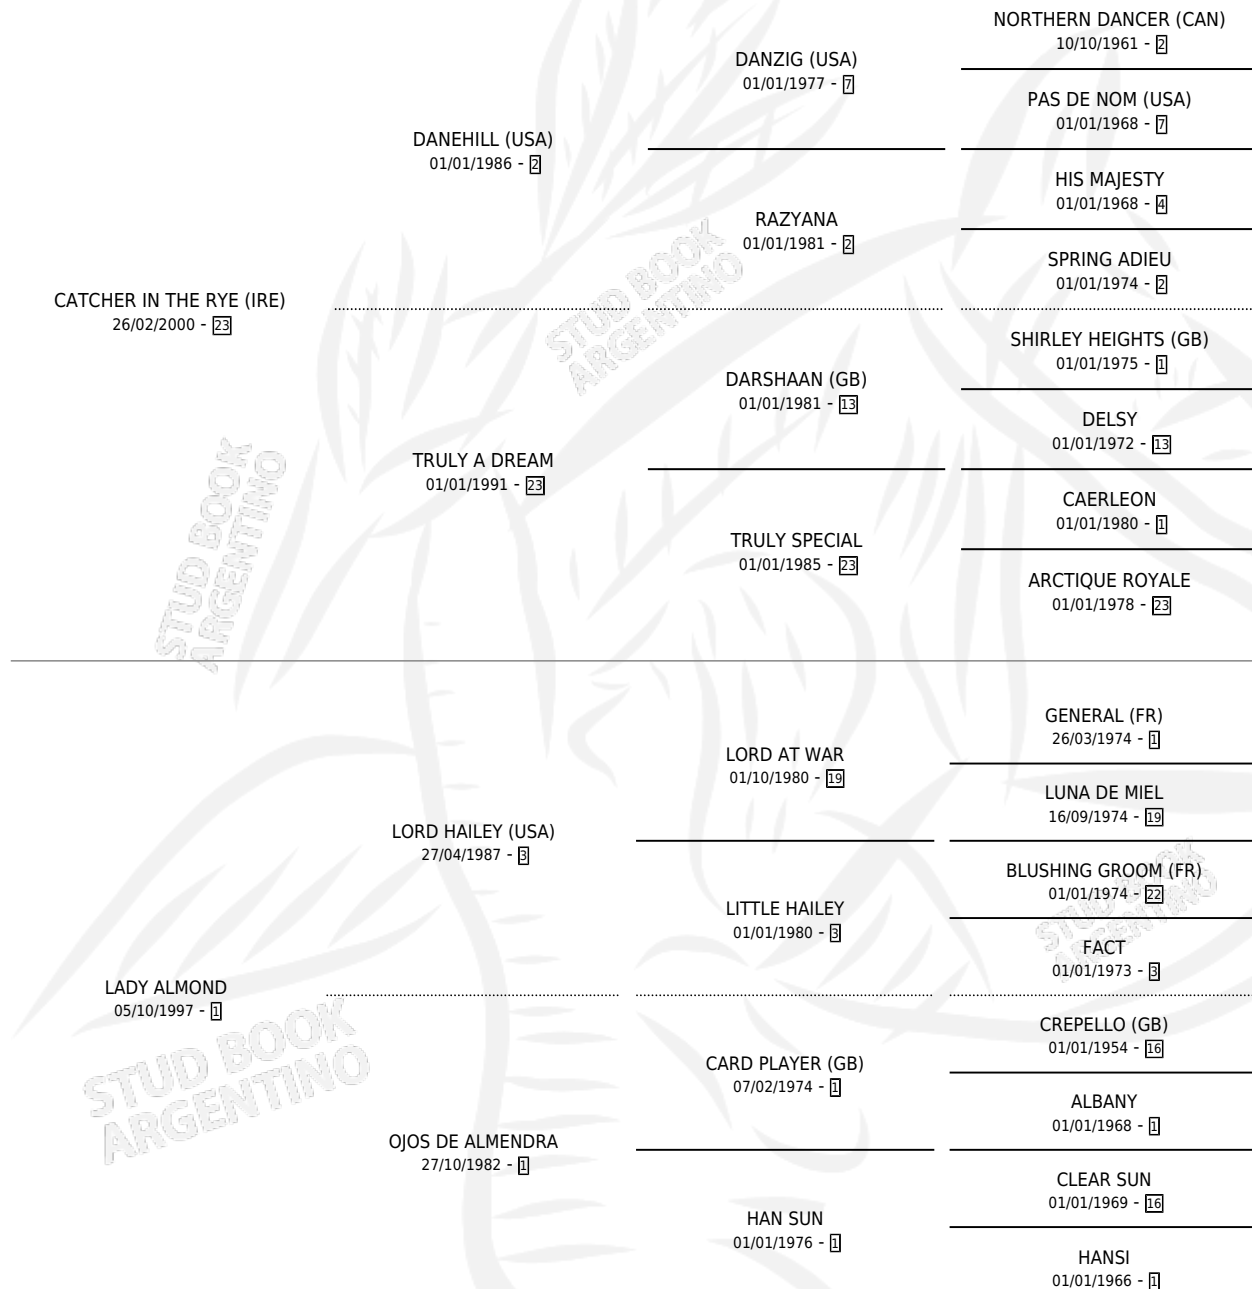 NORTHERN DANCER (CAN)
10/10/1961 - 2
DANZIG (USA)
01/01/1977 - 7
PAS DE NOM (USA)
01/01/1968 - 7
DANEHILL (USA)
01/01/1986 - 2
HIS MAJESTY
01/01/1968 - 4
RAZYANA
01/01/1981 - 2
SPRING ADIEU
01/01/1974 - 2
CATCHER IN THE RYE (IRE)
26/02/2000 - 23
SHIRLEY HEIGHTS (GB)
01/01/1975 - 1
DARSHAAN (GB)
01/01/1981 - 13
DELSY
01/01/1972 - 13
TRULY A DREAM
01/01/1991 - 23
CAERLEON
01/01/1980 - 1
TRULY SPECIAL
01/01/1985 - 23
ARCTIQUE ROYALE
01/01/1978 - 23
GENERAL (FR)
26/03/1974 - 1
LORD AT WAR
01/10/1980 - 19
LUNA DE MIEL
16/09/1974 - 19
LORD HAILEY (USA)
27/04/1987 - 3
BLUSHING GROOM (FR)
01/01/1974 - 22
LITTLE HAILEY
01/01/1980 - 3
FACT
01/01/1973 - 3
LADY ALMOND
05/10/1997 - 1
CREPELLO (GB)
01/01/1954 - 16
CARD PLAYER (GB)
07/02/1974 - 1
ALBANY
01/01/1968 - 1
OJOS DE ALMENDRA
27/10/1982 - 1
CLEAR SUN
01/01/1969 - 16
HAN SUN
01/01/1976 - 1
HANSI
01/01/1966 - 1
STUD BOOK
ARGENTINO
STUD BOOK
ARGENTINO
STUD BOOK
ARGENTINO
STUD BOOK
ARGENTINO